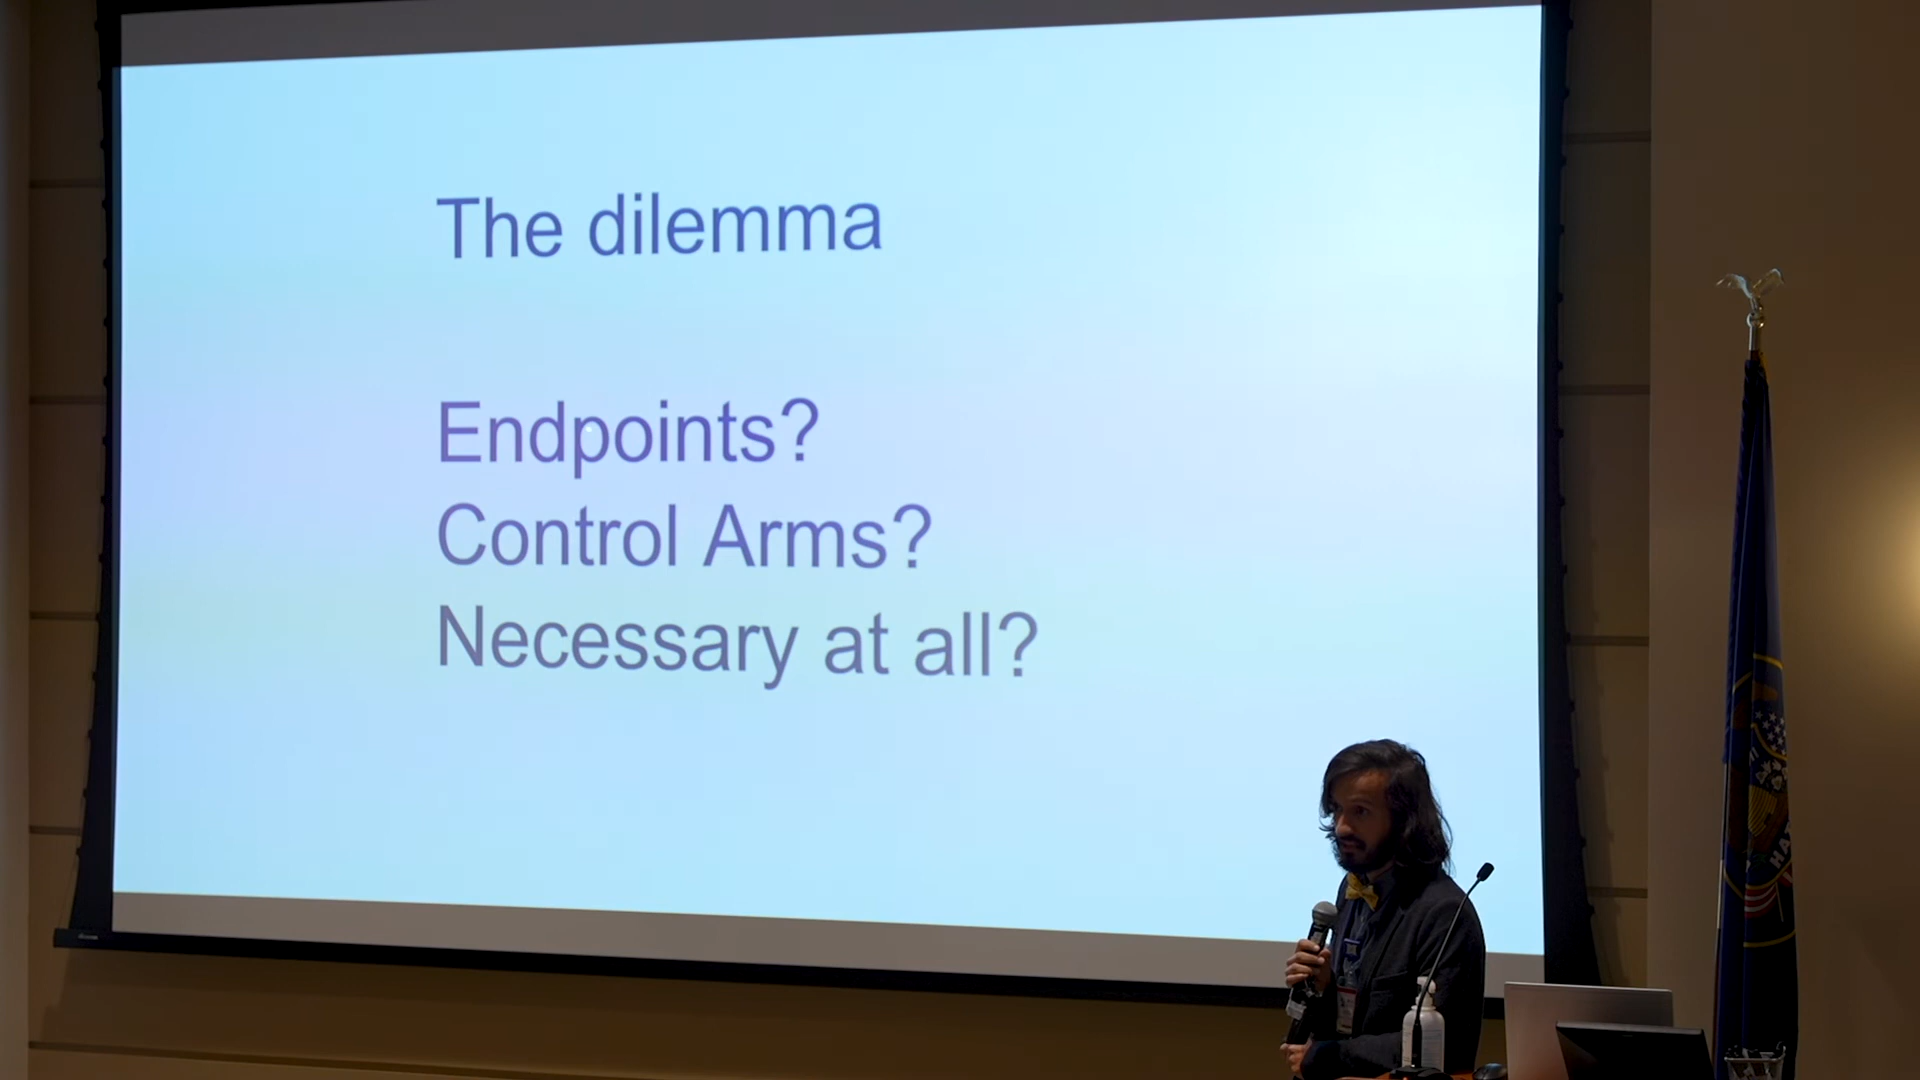 The dilemma
Endpoints?
Control Arms?
Necessary at all?